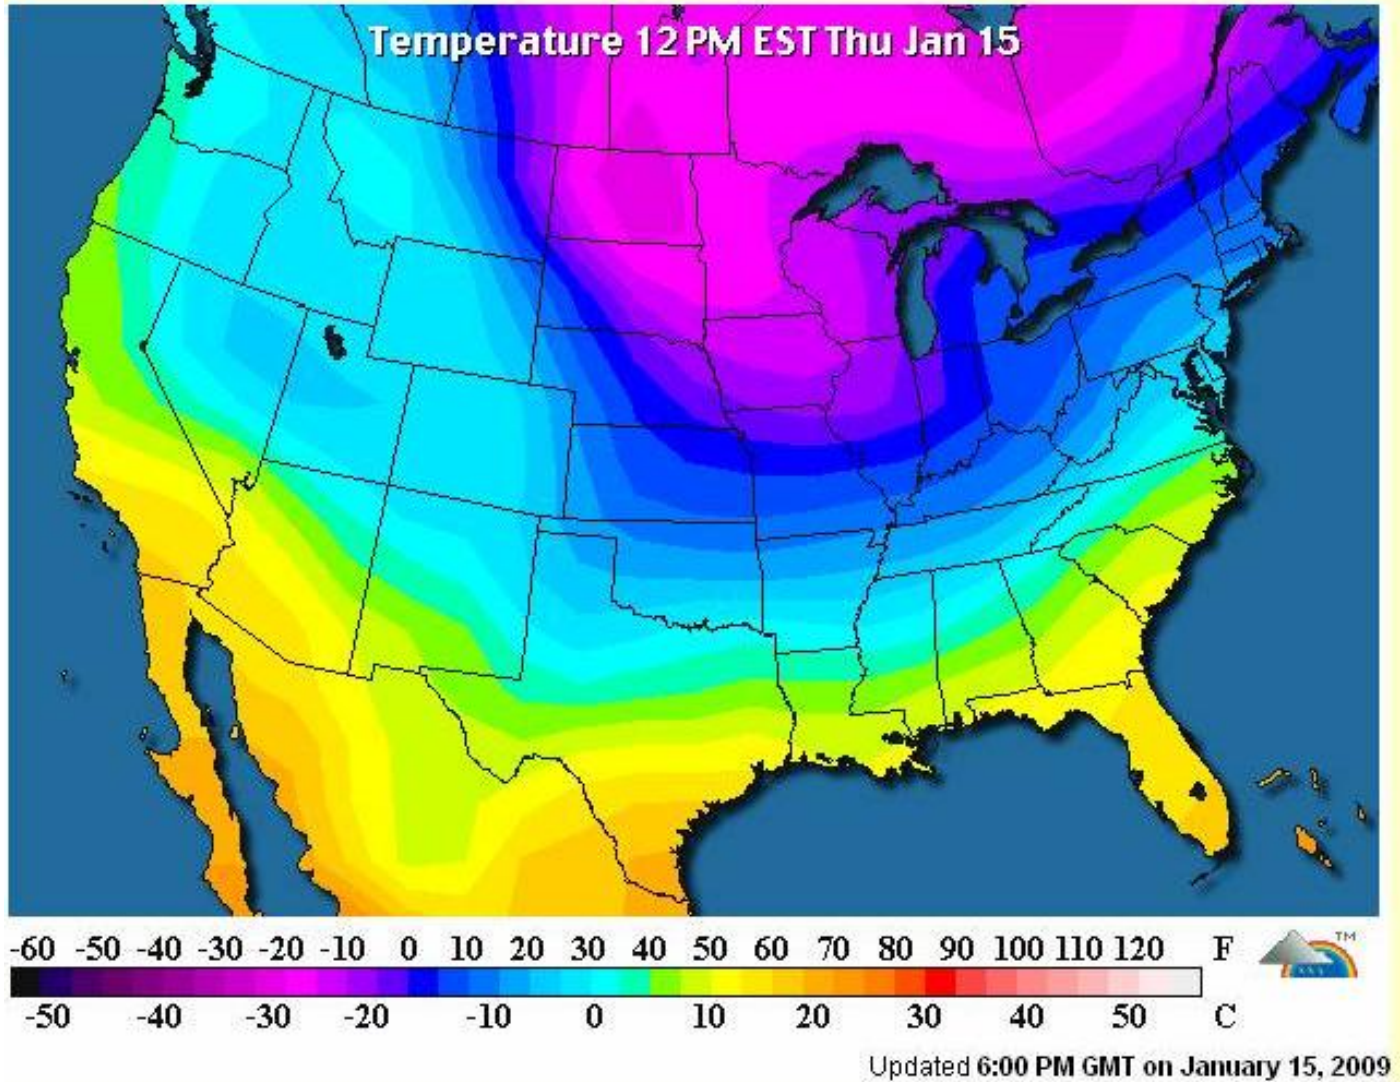 Temperature 12 PM EST Thu Jan 15
-60 -50 -40 -30 -20 -10 0 10 20 30 40 50 60 70 80 90 100 110 120 F
-50 -40 -30 -20 -10 0 10 20 30 40 50 C
TM
Updated 6:00 PM GMT on January 15, 2009